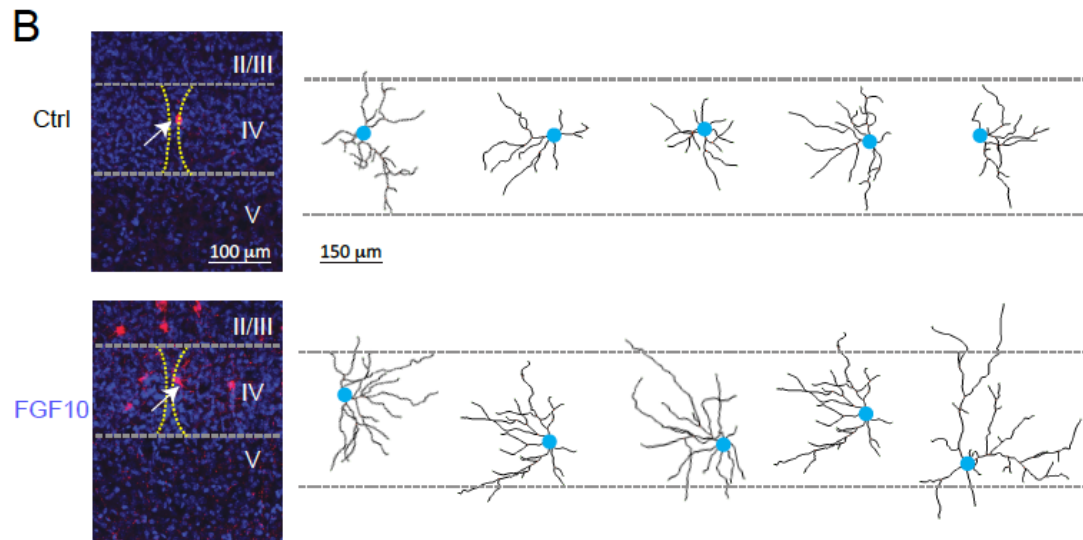 B
Ctrl
II/III
IV
V
100 µm
150 µm
FGF10
II/III
IV
V